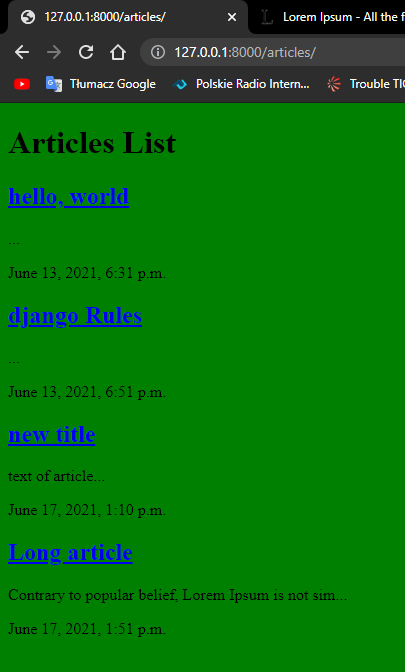 127.0.0.1:8000/articles/
Lorem Ipsum - All the f
127.0.0.1:8000/articles/
Tłumacz Google
Polskie Radio Intern...
Trouble TIC
Articles List
hello, world
...
June 13, 2021, 6:31 p.m.
django Rules
...
June 13, 2021, 6:51 p.m.
new title
text of article...
June 17, 2021, 1:10 p.m.
Long article
Contrary to popular belief, Lorem Ipsum is not sim...
June 17, 2021, 1:51 p.m.